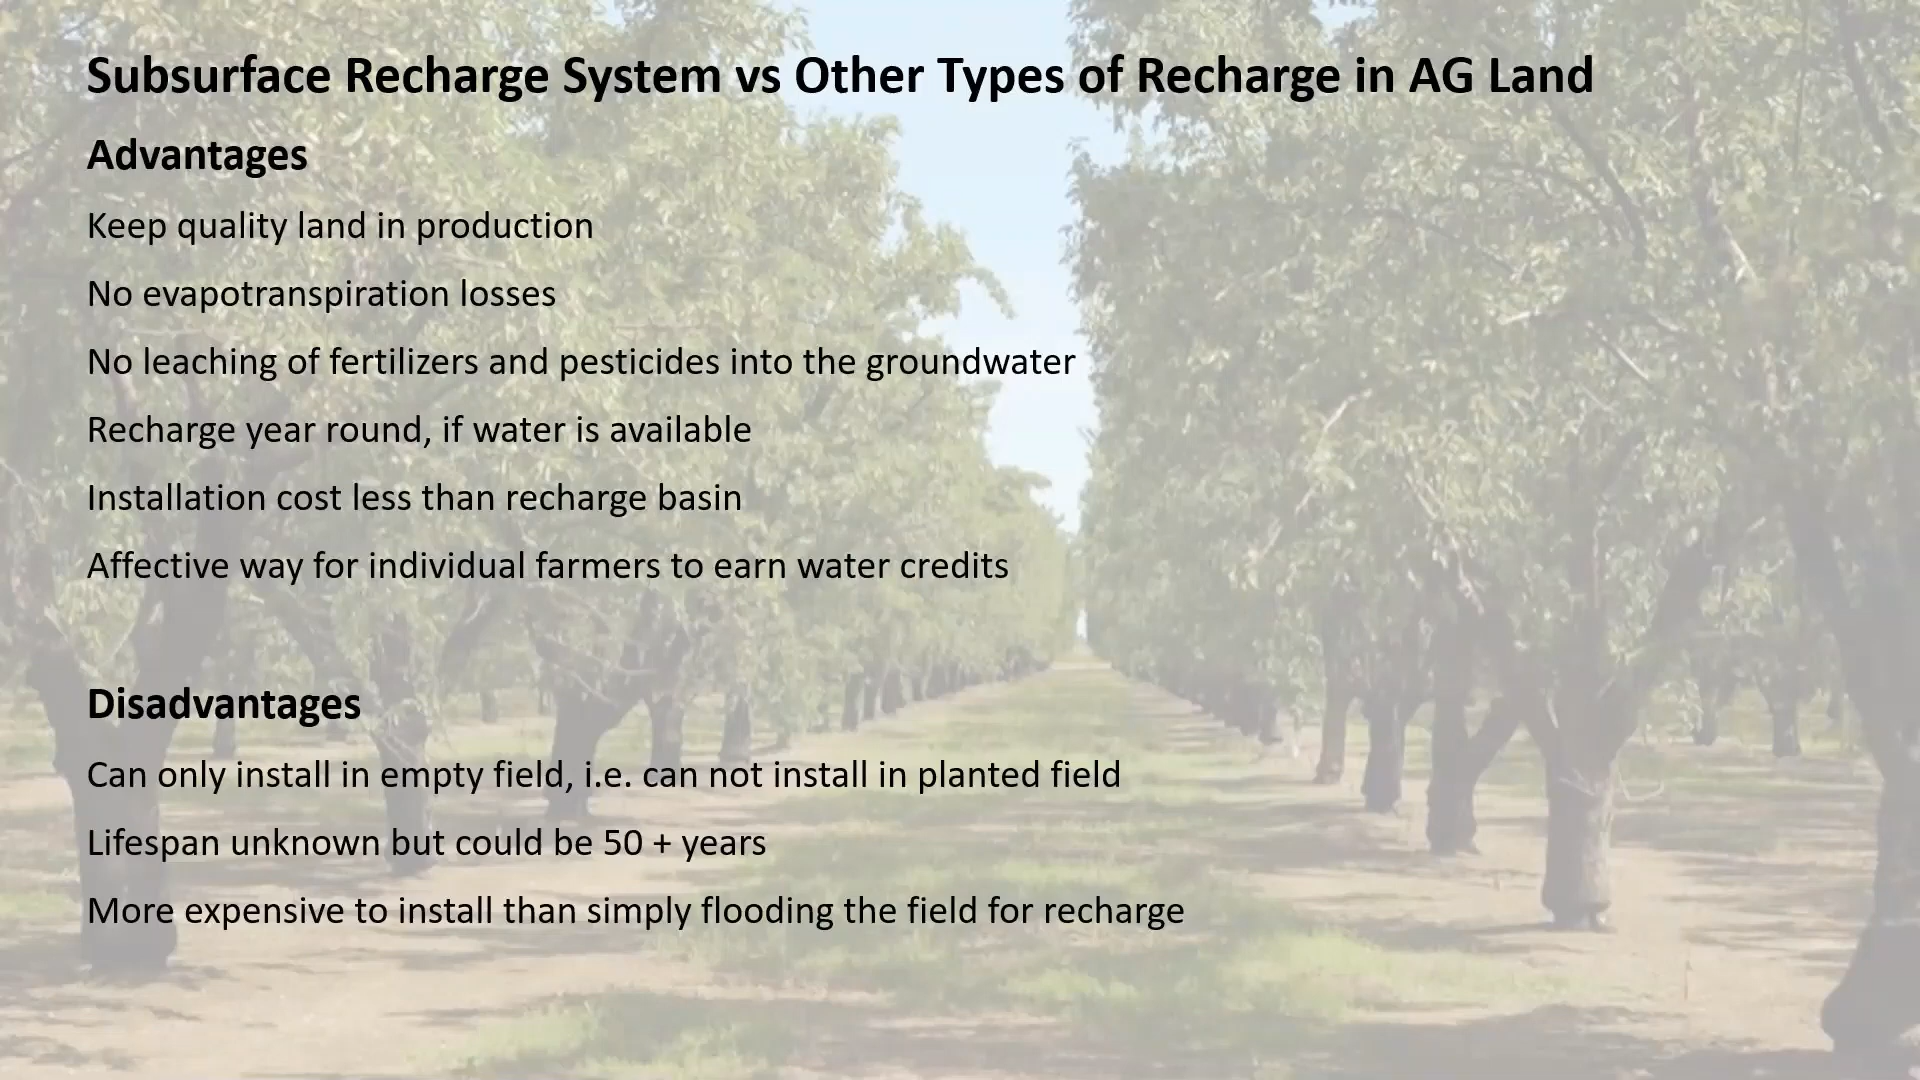 Subsurface Recharge System vs Other Types of Recharge in AG Land
Advantages
Keep quality land in production
No evapotranspiration losses
No leaching of fertilizers and pesticides into the groundwater
Recharge year round, if water is available
Installation cost less than recharge basin
Affective way for individual farmers to earn water credits
Disadvantages
Can only install in empty field, i.e. can not install in planted field
Lifespan unknown but could be 50 + years
More expensive to install than simply flooding the field for recharge